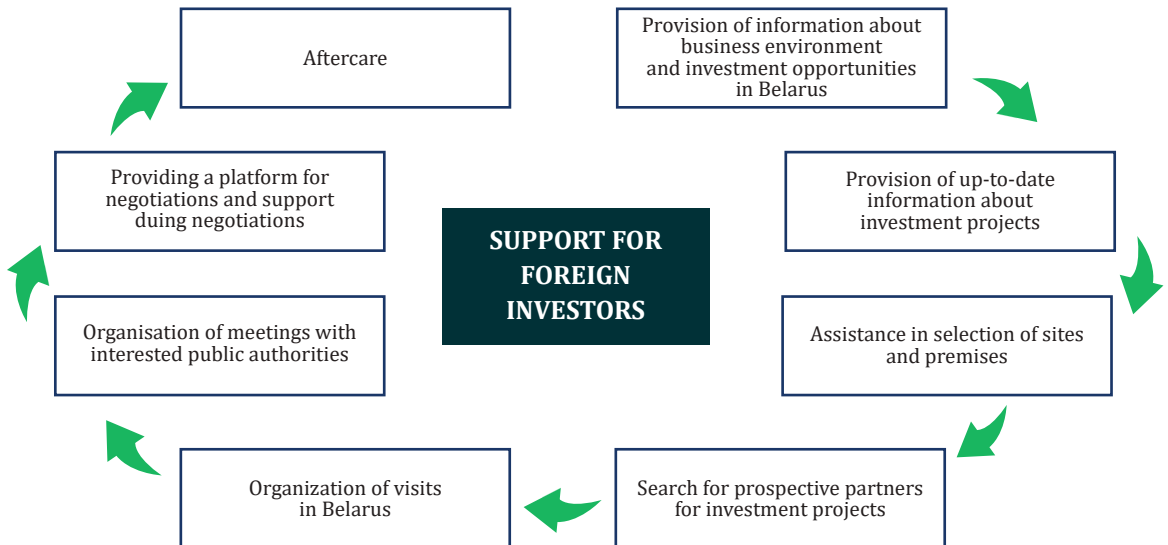 Aftercare
Provision of information about
business environment
and investment opportunities
in Belarus
Providing a platform for
negotiations and support
duing negotiations
Provision of up-to-date
information about
investment projects
SUPPORT FOR
FOREIGN
INVESTORS
Organisation of meetings with
interested public authorities
Assistance in selection of sites
and premises
Organization of visits
in Belarus
Search for prospective partners
for investment projects